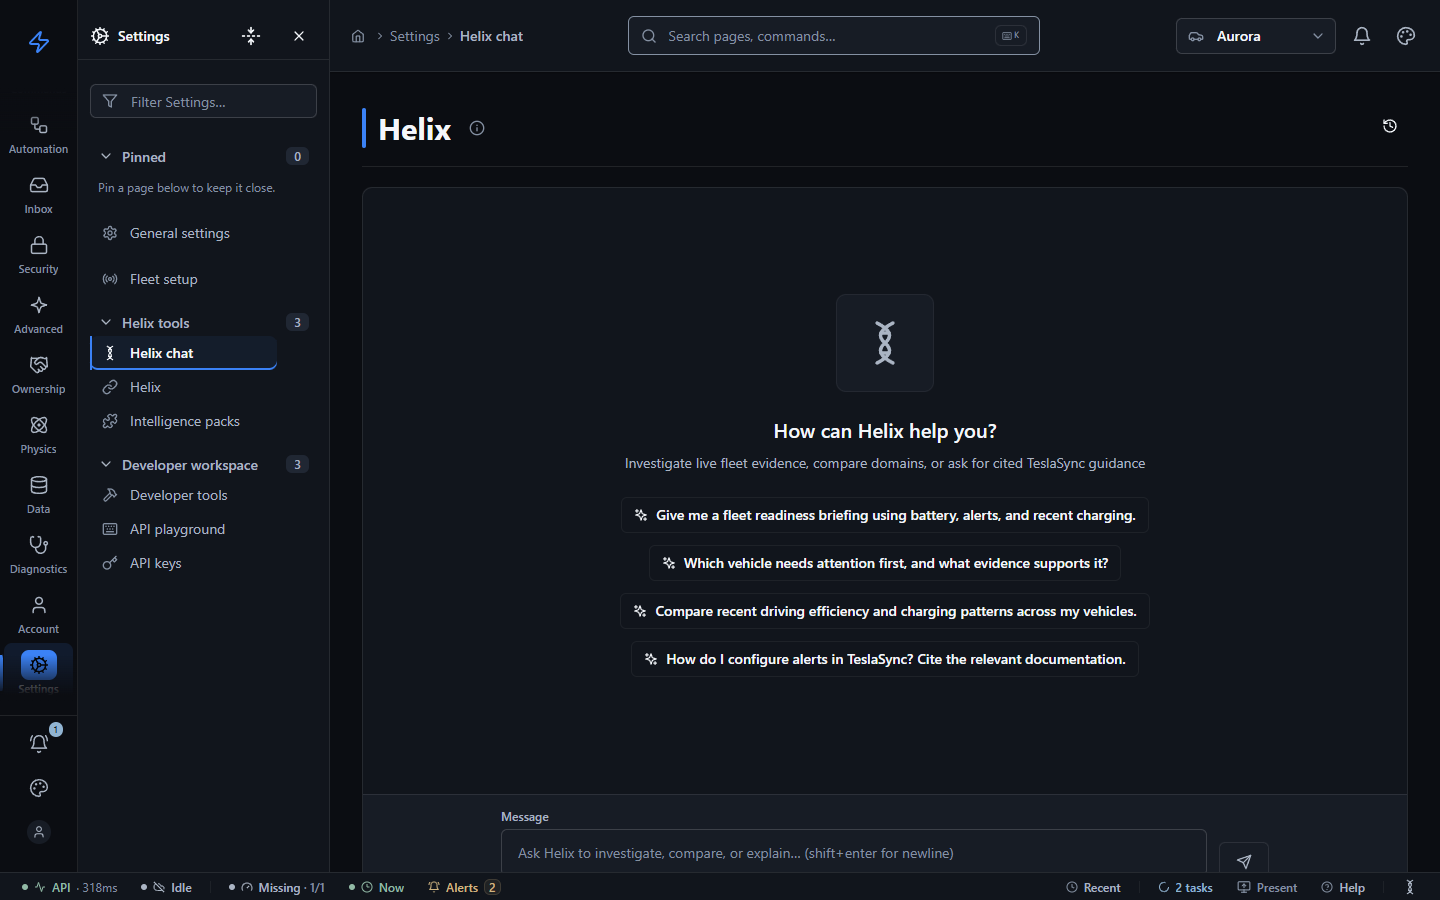 Settings
Settings
Helix chat
Search pages, commands...
K
Aurora
Filter Settings...
Pinned
0
Pin a page below to keep it close.
General settings
Fleet setup
Helix tools
3
Helix chat
Helix
Intelligence packs
Developer workspace
3
Developer tools
API playground
API keys
Automation
Inbox
Security
Advanced
Ownership
Physics
Data
Diagnostics
Account
Settings
1
Helix
How can Helix help you?
Investigate live fleet evidence, compare domains, or ask for cited TeslaSync guidance
Give me a fleet readiness briefing using battery, alerts, and recent charging.
Which vehicle needs attention first, and what evidence supports it?
Compare recent driving efficiency and charging patterns across my vehicles.
How do I configure alerts in TeslaSync? Cite the relevant documentation.
Message
Ask Helix to investigate, compare, or explain... (shift+enter for newline)
API · 318ms
Idle
Missing · 1/1
Now
Alerts 2
Recent
2 tasks
Present
Help